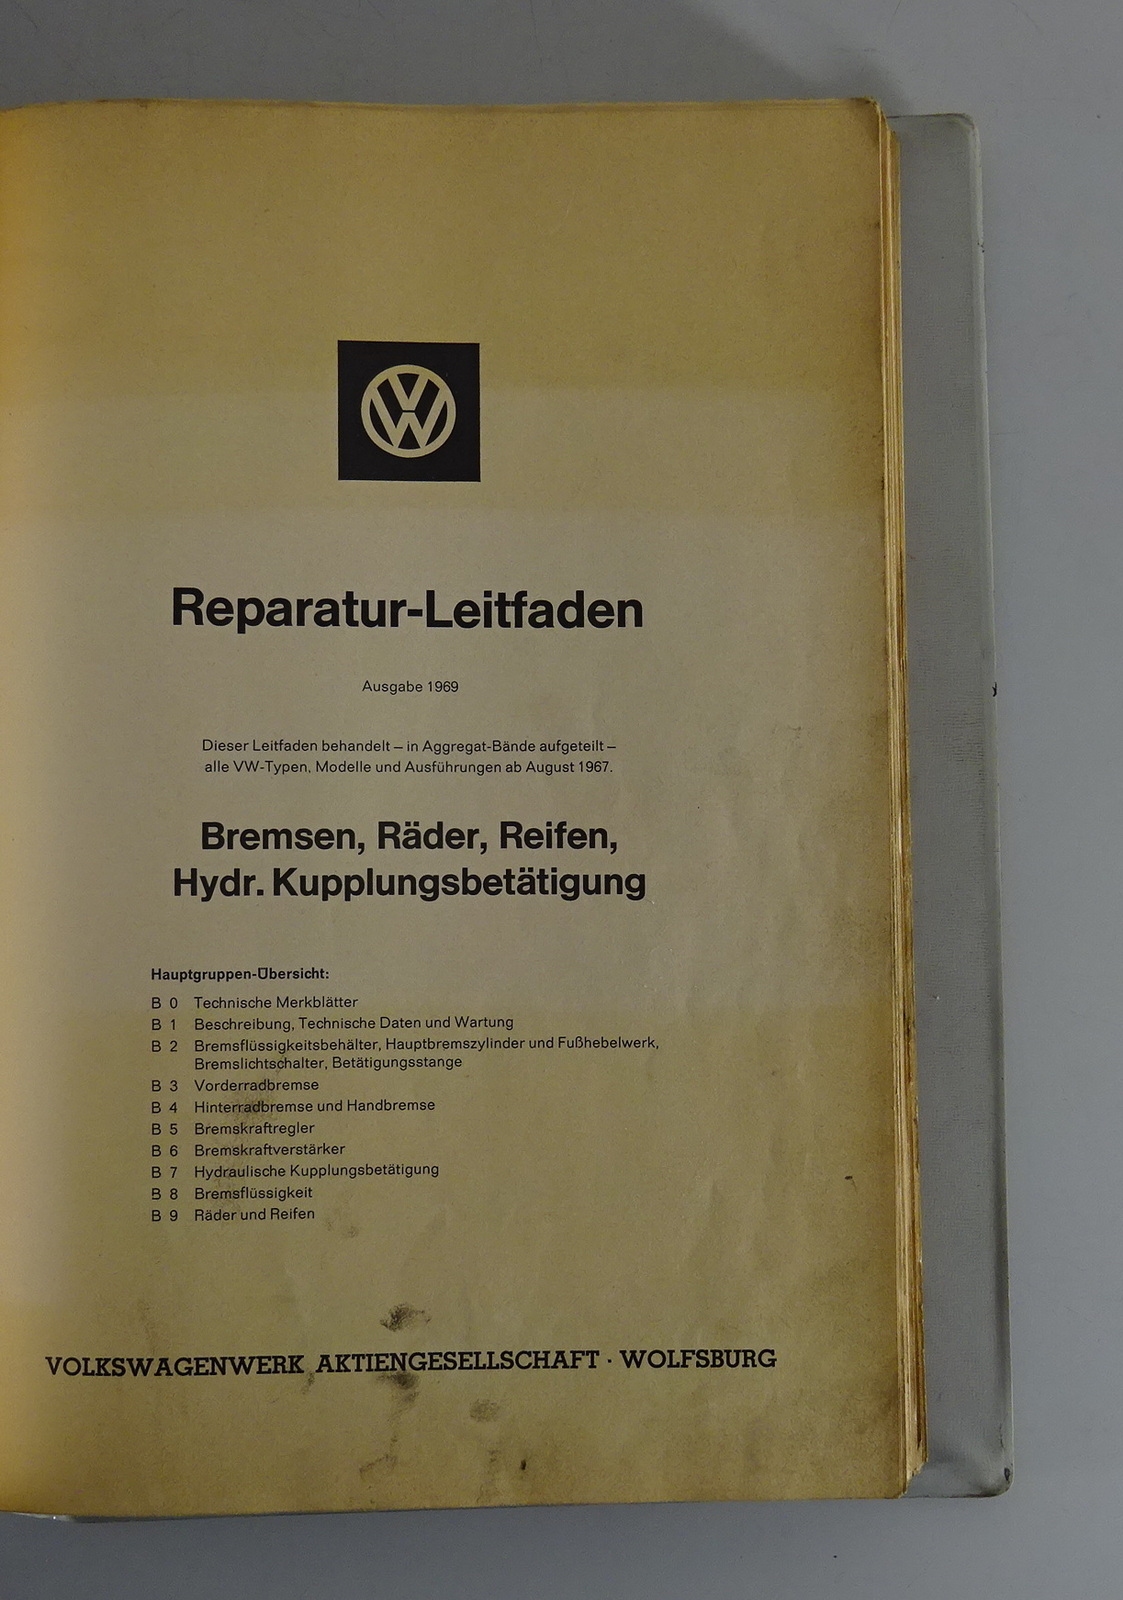 VW
Reparatur-Leitfaden
Ausgabe 1969
Dieser Leitfaden behandelt – in Aggregat-Bände aufgeteilt –
alle VW-Typen, Modelle und Ausführungen ab August 1967.
Bremsen, Räder, Reifen,
Hydr. Kupplungsbetätigung
Hauptgruppen-Übersicht:
B 0 Technische Merkblätter
B 1 Beschreibung, Technische Daten und Wartung
B 2 Bremsflüssigkeitsbehälter, Hauptbremszylinder und Fußhebelwerk,
Bremslichtschalter, Betätigungsstange
B 3 Vorderradbremse
B 4 Hinterradbremse und Handbremse
B 5 Bremskraftregler
B 6 Bremskraftverstärker
B 7 Hydraulische Kupplungsbetätigung
B 8 Bremsflüssigkeit
B 9 Räder und Reifen
VOLKSWAGENWERK AKTIENGESELLSCHAFT · WOLFSBURG